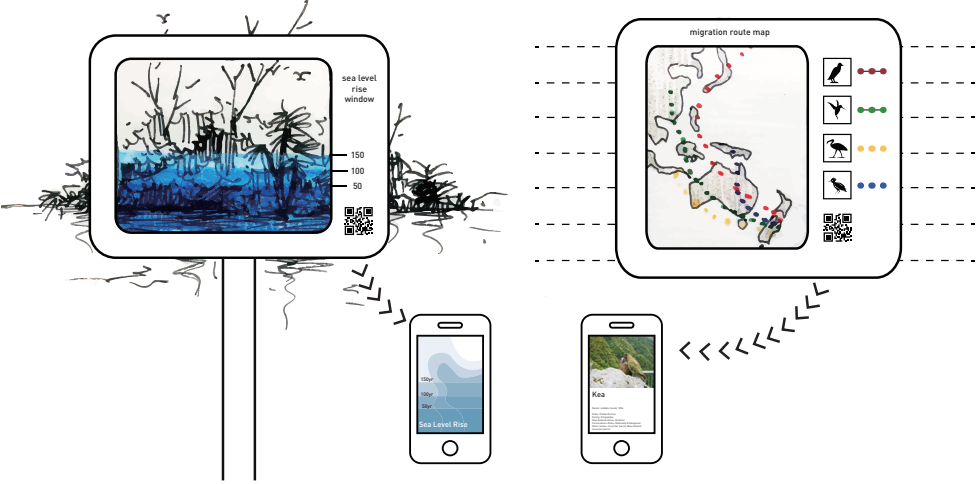 sea level
rise
window
150
100
50
migration route map
150yr
100yr
50yr
Sea Level Rise
Kea